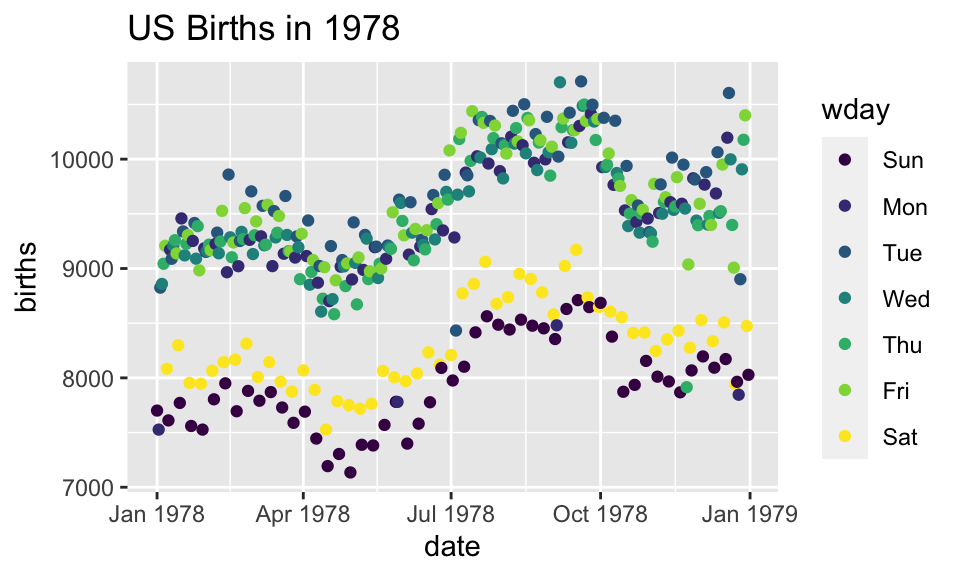 US Births in 1978
births
10000
9000
8000
7000
Jan 1978 Apr 1978 Jul 1978 Oct 1978 Jan 1979
date
wday
Sun
Mon
Tue
Wed
Thu
Fri
Sat